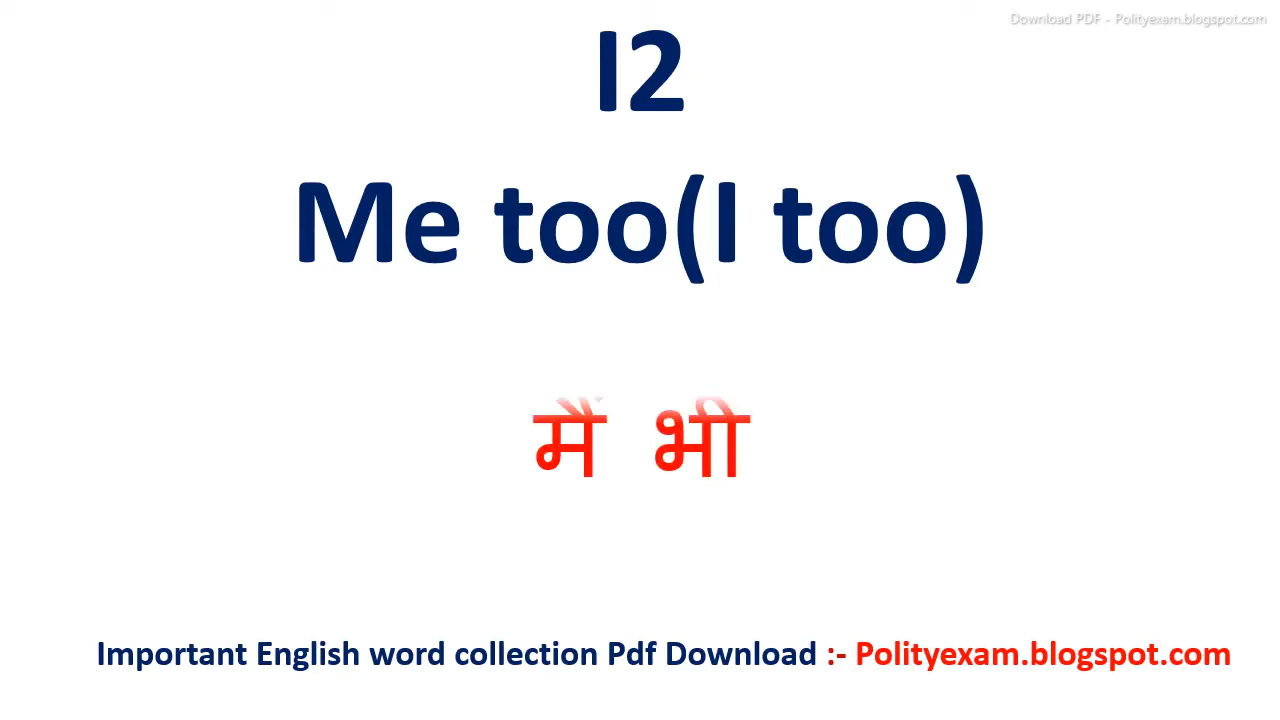 Download PDF - Polityexam.blogspot.com
I2
Me too(I too)
मैं भी
Important English word collection Pdf Download :- Polityexam.blogspot.com